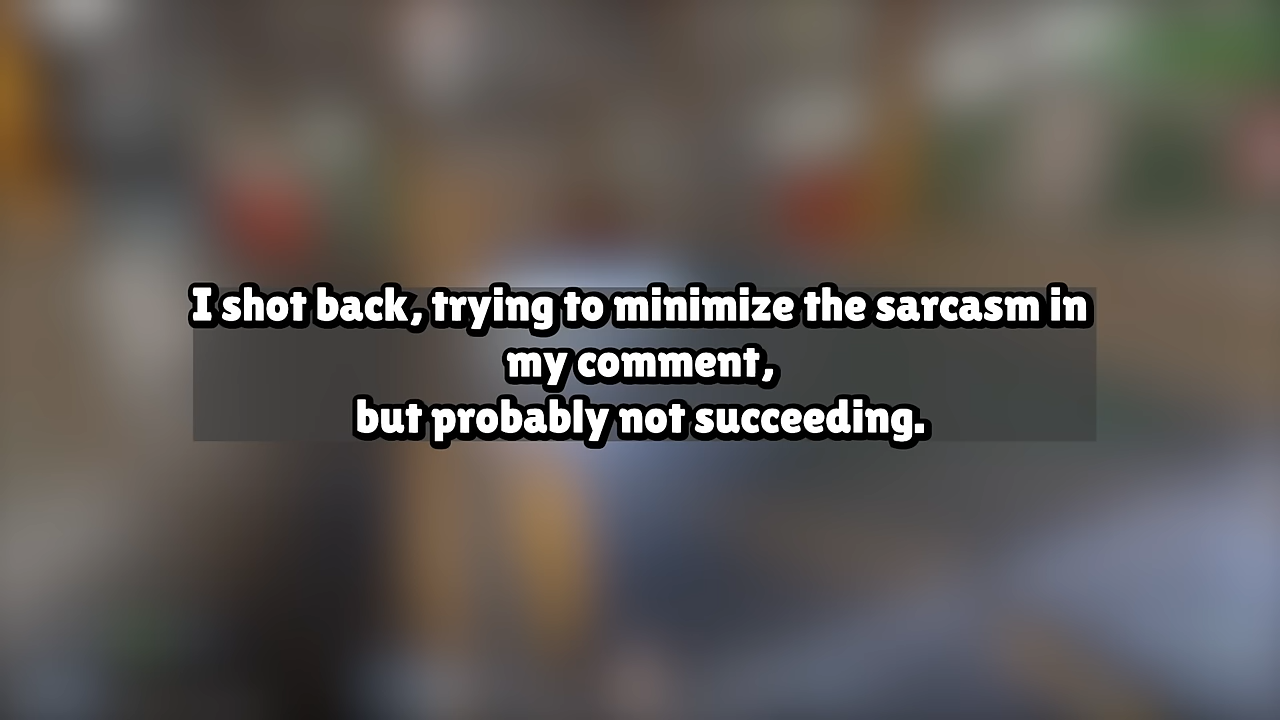 I shot back, trying to minimize the sarcasm in
my comment,
but probably not succeeding.